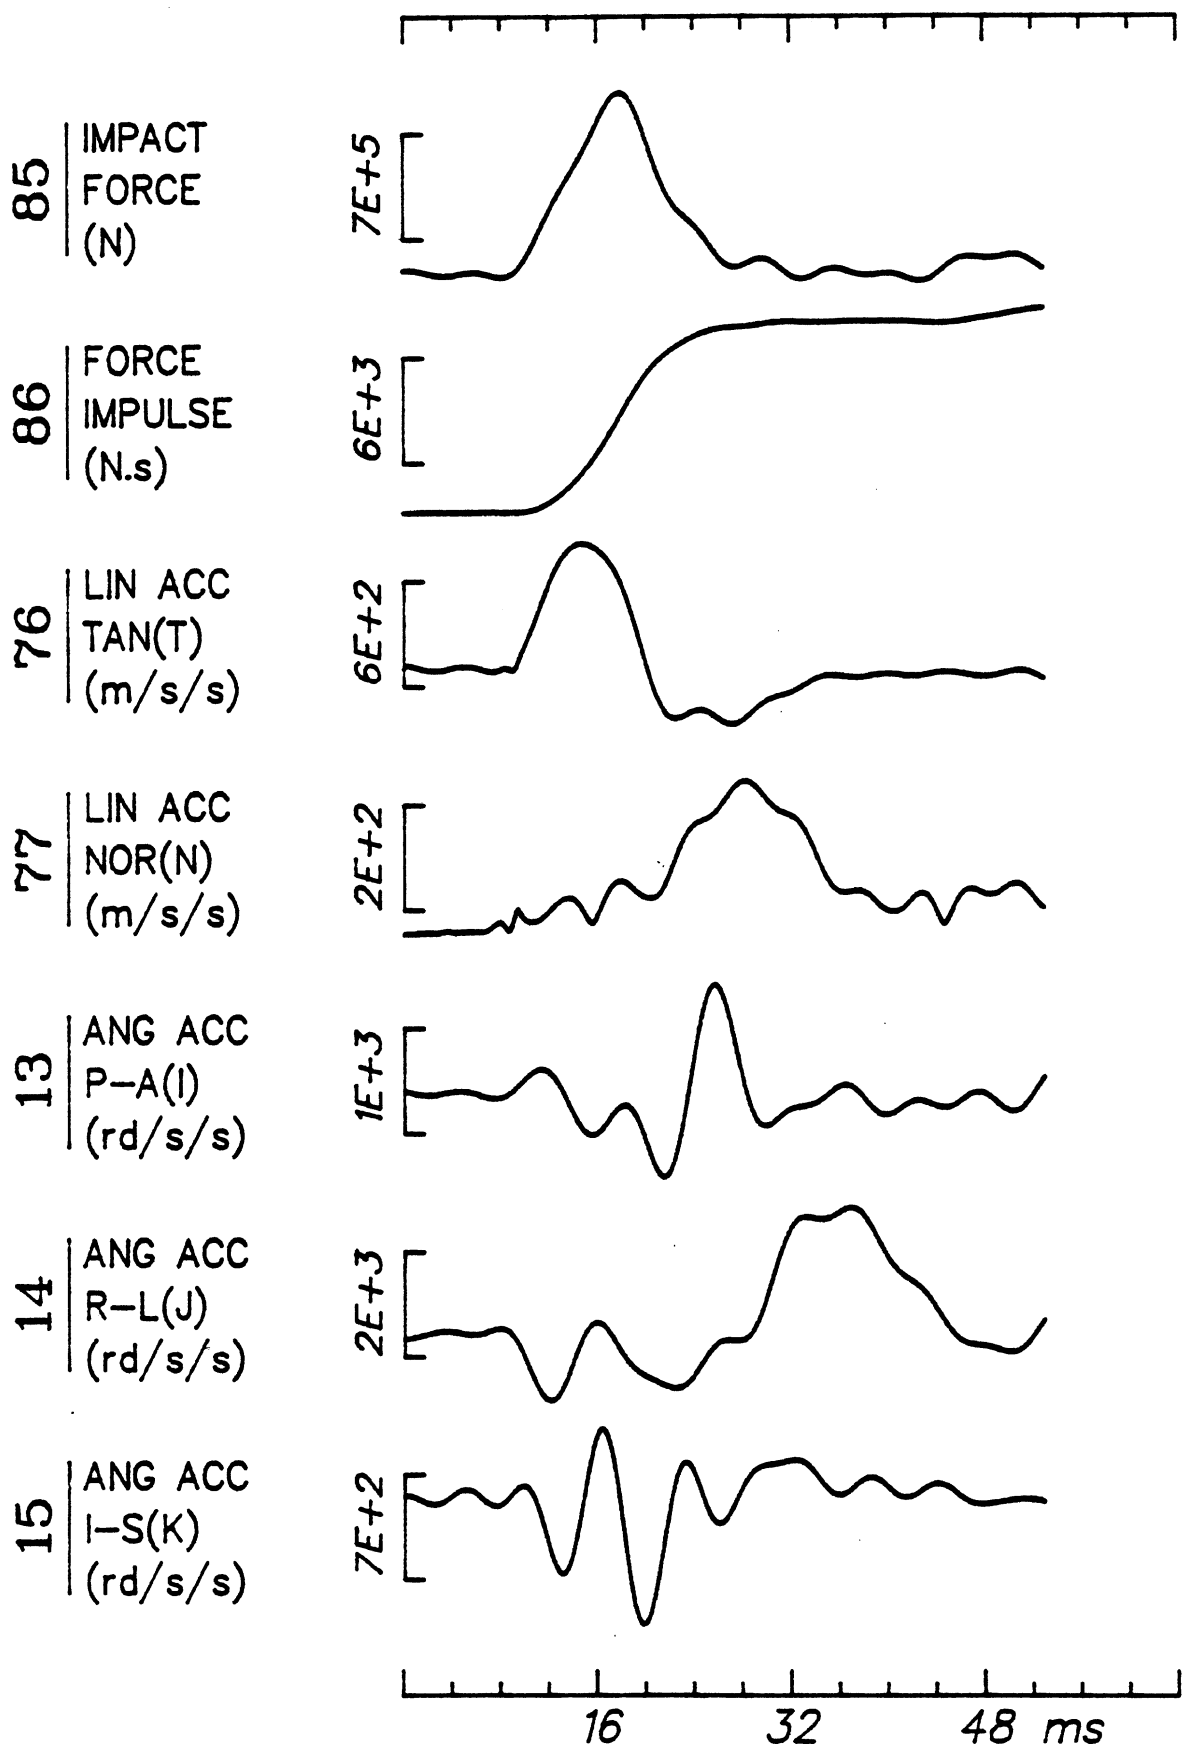 85
IMPACT
FORCE
(N)
7E+5
86
FORCE
IMPULSE
(N.s)
6E+3
76
LIN ACC
TAN(T)
(m/s/s)
6E+2
77
LIN ACC
NOR(N)
(m/s/s)
2E+2
13
ANG ACC
P-A(I)
(rd/s/s)
1E+3
14
ANG ACC
R-L(J)
(rd/s/s)
2E+3
15
ANG ACC
I-S(K)
(rd/s/s)
7E+2
16 32 48 ms